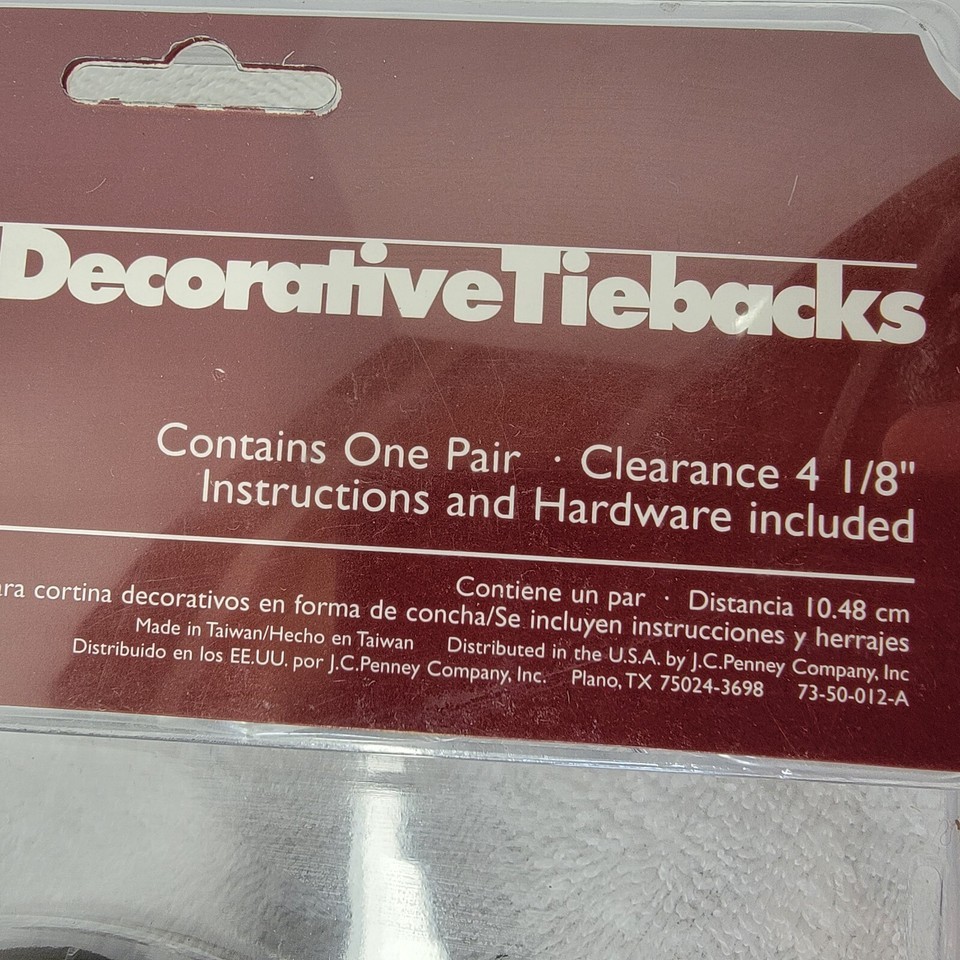 Decorative Tiebacks
Contains One Pair · Clearance 4 1/8"
Instructions and Hardware included
Contiene un par · Distancia 10.48 cm
cortina decorativos en forma de concha/Se incluyen instrucciones y herrajes
Made in Taiwan/Hecho en Taiwan Distributed in the U.S.A. by J.C.Penney Company, Inc
Distribuido en los EE.UU. por J.C.Penney Company, Inc. Plano, TX 75024-3698 73-50-012-A